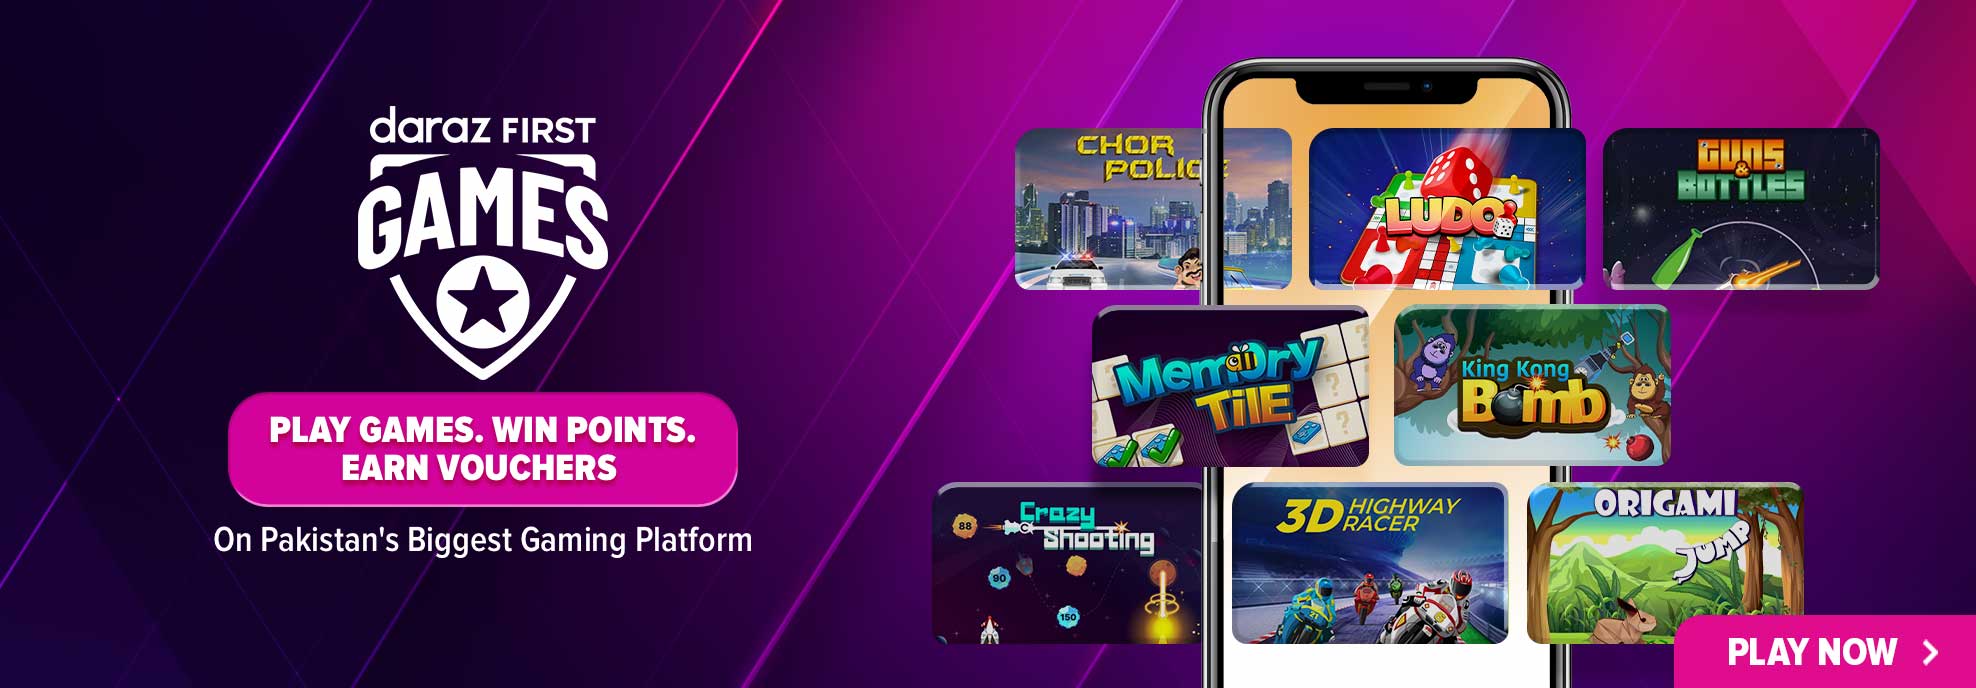 daraz FIRST
GAMES
PLAY GAMES. WIN POINTS.
EARN VOUCHERS
On Pakistan's Biggest Gaming Platform
CHOR
POLICE
LUDO
GUNS
&
BOTTLES
Memory
TiLE
King Kong
Bomb
88
Crazy
Shooting
90
150
3D HIGHWAY
RACER
ORIGAMI
JUMP
PLAY NOW >